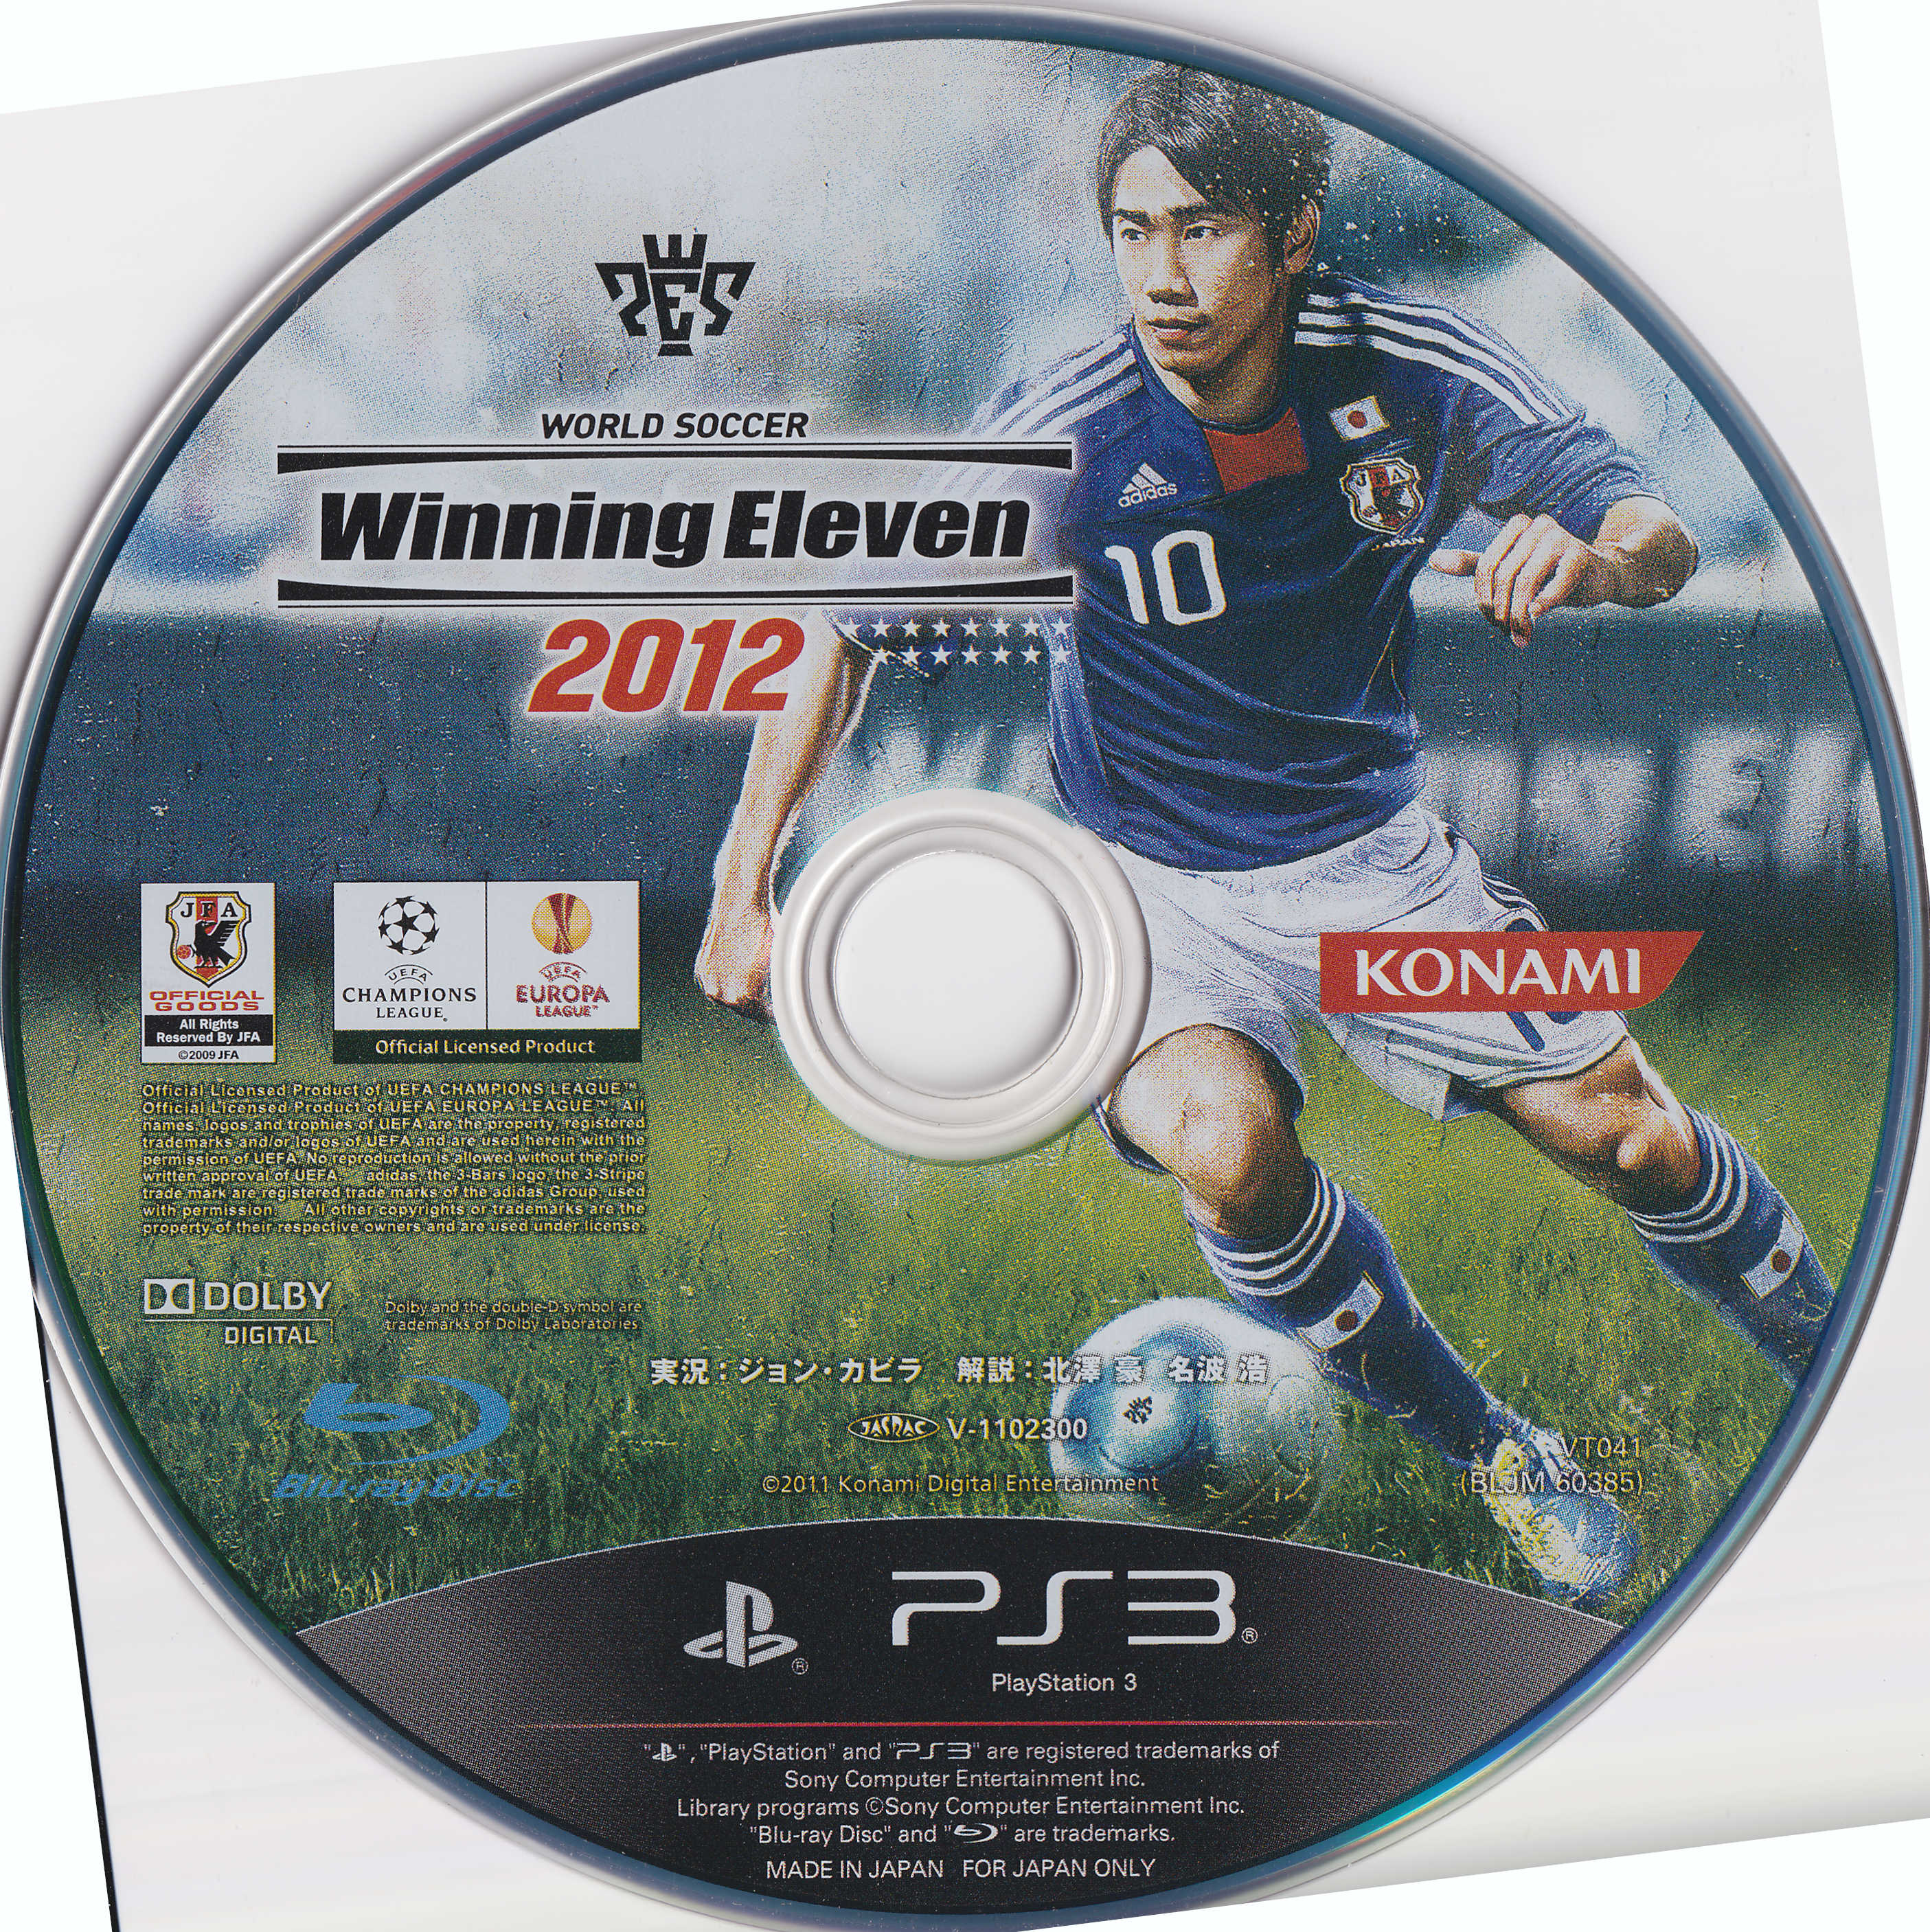 WPES
WORLD SOCCER
Winning Eleven
2012
adidas
10
JFA
JAPAN
JFA
OFFICIAL
GOODS
All Rights
Reserved By JFA
©2009 JFA
UEFA
CHAMPIONS
LEAGUE®
UEFA
EUROPA
LEAGUE™
Official Licensed Product
KONAMI
Official Licensed Product of UEFA CHAMPIONS LEAGUE™.
Official Licensed Product of UEFA EUROPA LEAGUE™. All
names, logos and trophies of UEFA are the property, registered
trademarks and/or logos of UEFA and are used herein with the
permission of UEFA. No reproduction is allowed without the prior
written approval of UEFA. adidas, the 3-Bars logo, the 3-Stripe
trade mark are registered trade marks of the adidas Group, used
with permission. All other copyrights or trademarks are the
property of their respective owners and are used under license.
DOLBY
DIGITAL
Dolby and the double-D symbol are
trademarks of Dolby Laboratories
実況：ジョン・カビラ 解説：北澤 豪 名波 浩
Blu-ray Disc
JASRAC V-1102300
©2011 Konami Digital Entertainment
VT041
(BLJM 60385)
PS3®
PlayStation 3
"PS", "PlayStation" and "PS3" are registered trademarks of
Sony Computer Entertainment Inc.
Library programs ©Sony Computer Entertainment Inc.
"Blu-ray Disc" and "BD" are trademarks.
MADE IN JAPAN FOR JAPAN ONLY